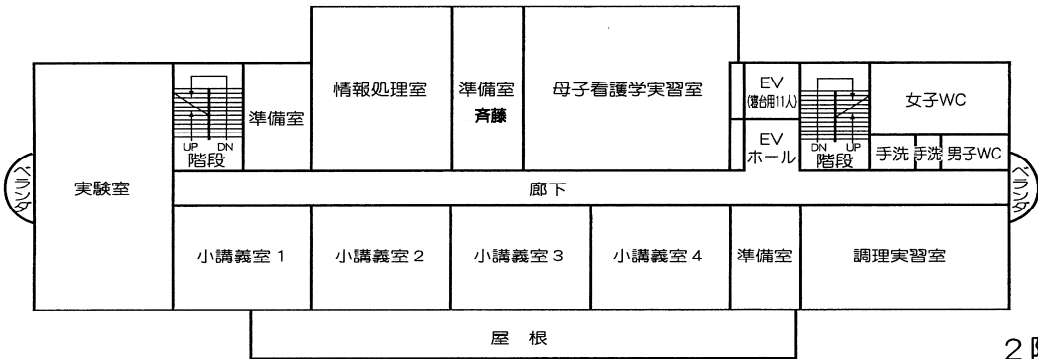 情報処理室
準備室
斉藤
母子看護学実習室
EV
(寝台用11人)
女子WC
準備室
UP DN
階段
EV
ホール
DN UP
階段
手洗
手洗
男子WC
ベランダ
実験室
廊下
ベランダ
小講義室1
小講義室2
小講義室3
小講義室4
準備室
調理実習室
屋 根